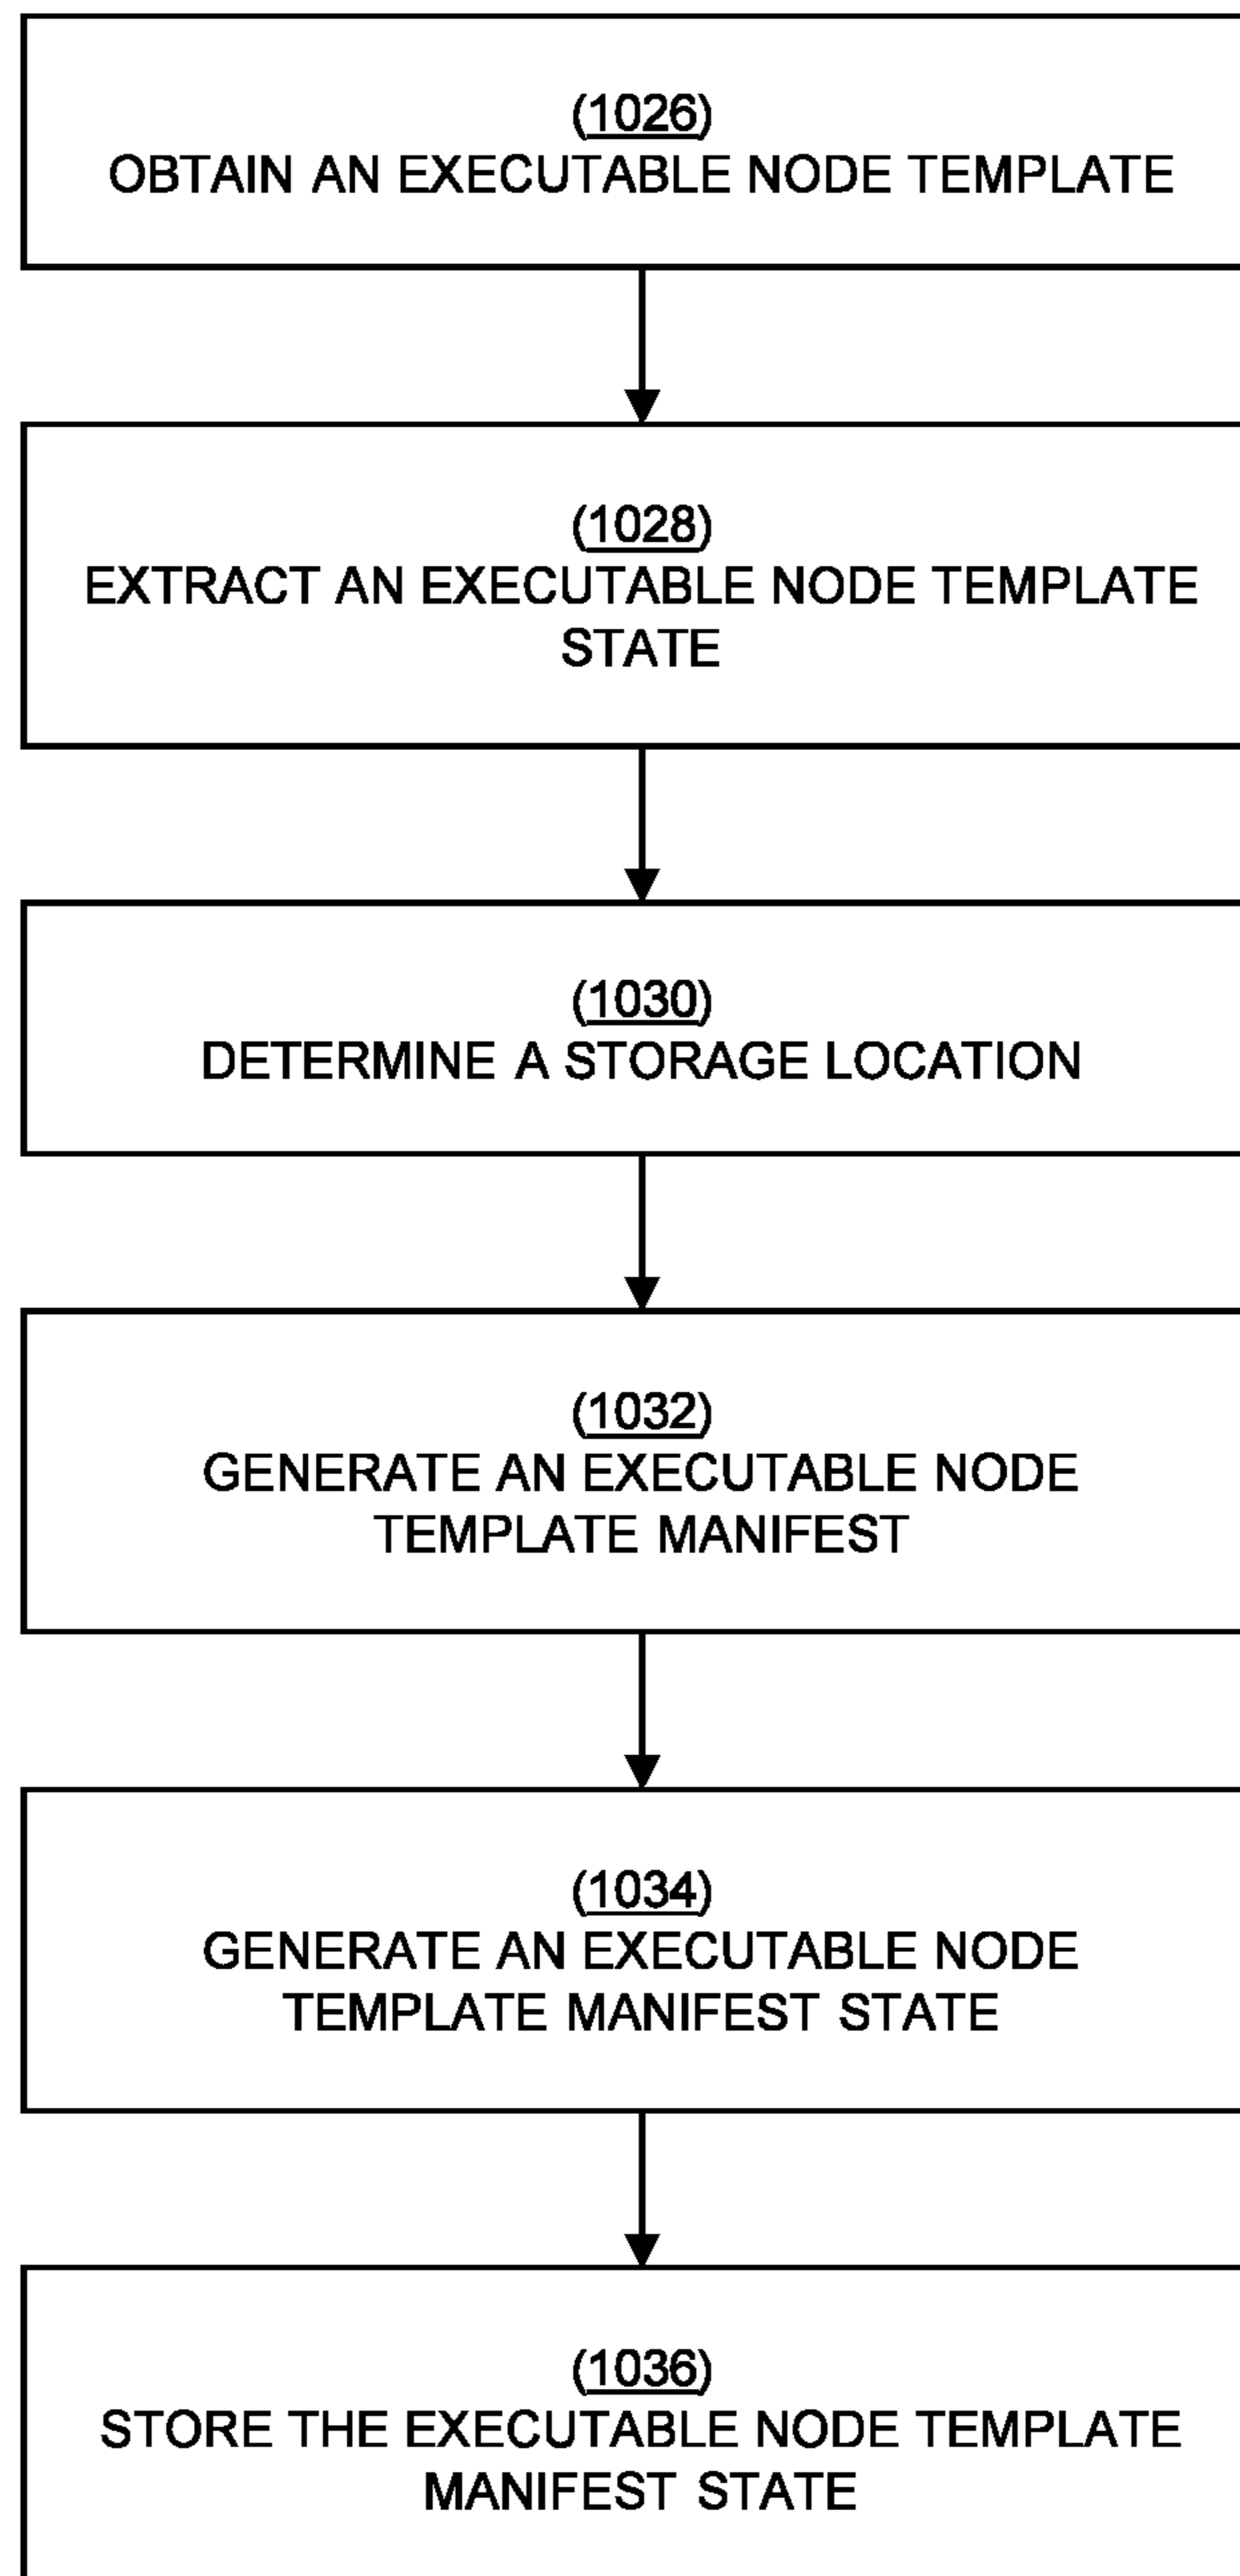 (1026)
OBTAIN AN EXECUTABLE NODE TEMPLATE
(1028)
EXTRACT AN EXECUTABLE NODE TEMPLATE
STATE
(1030)
DETERMINE A STORAGE LOCATION
(1032)
GENERATE AN EXECUTABLE NODE
TEMPLATE MANIFEST
(1034)
GENERATE AN EXECUTABLE NODE
TEMPLATE MANIFEST STATE
(1036)
STORE THE EXECUTABLE NODE TEMPLATE
MANIFEST STATE